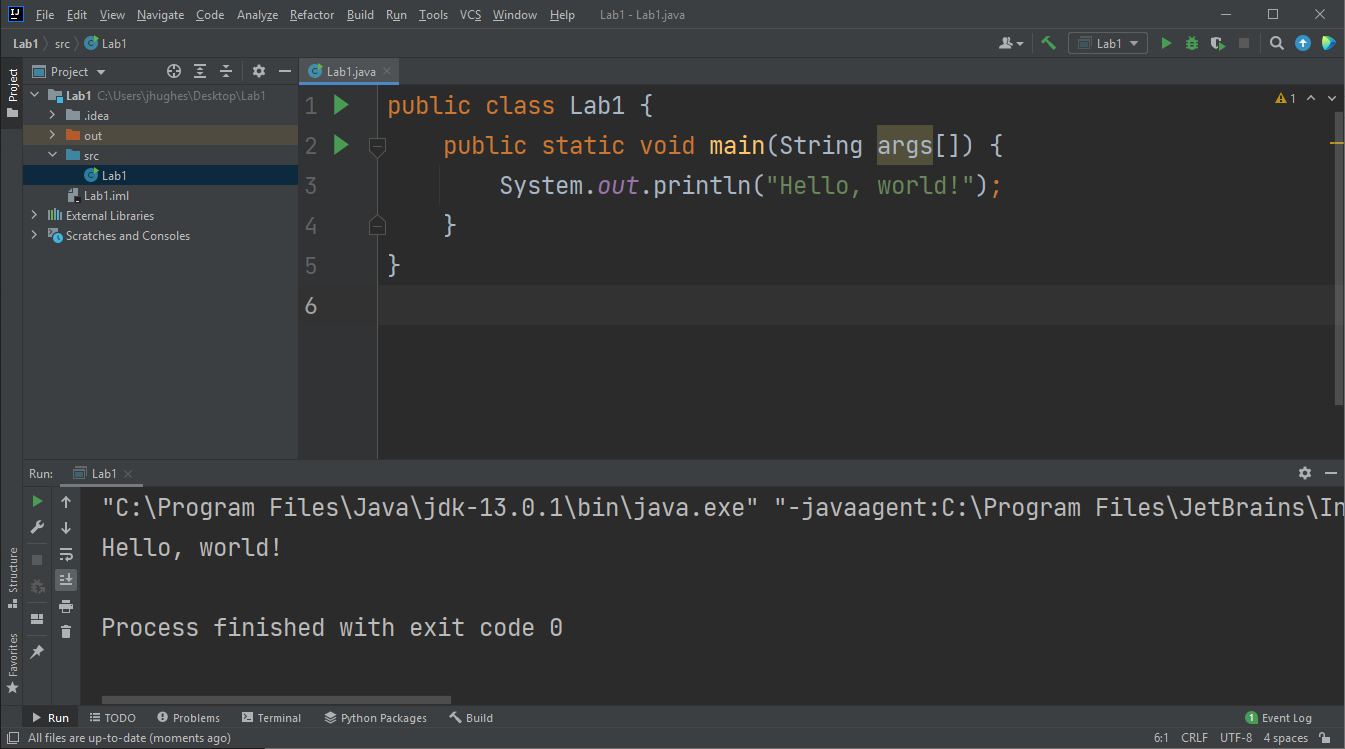 IJ File Edit View Navigate Code Analyze Refactor Build Run Tools VCS Window Help Lab1 - Lab1.java
Lab1 src Lab1 Lab1
Project Lab1.java
Project
Lab1 C:\Users\jhughes\Desktop\Lab1
.idea
out
src
Lab1
Lab1.iml
External Libraries
Scratches and Consoles
1 public class Lab1 { 1
2 public static void main(String args[]) {
3 System.out.println("Hello, world!");
4 }
5 }
6
Run: Lab1
"C:\Program Files\Java\jdk-13.0.1\bin\java.exe" "-javaagent:C:\Program Files\JetBrains\In
Hello, world!
Process finished with exit code 0
Structure
Favorites
Run TODO Problems Terminal Python Packages Build 1 Event Log
All files are up-to-date (moments ago) 6:1 CRLF UTF-8 4 spaces